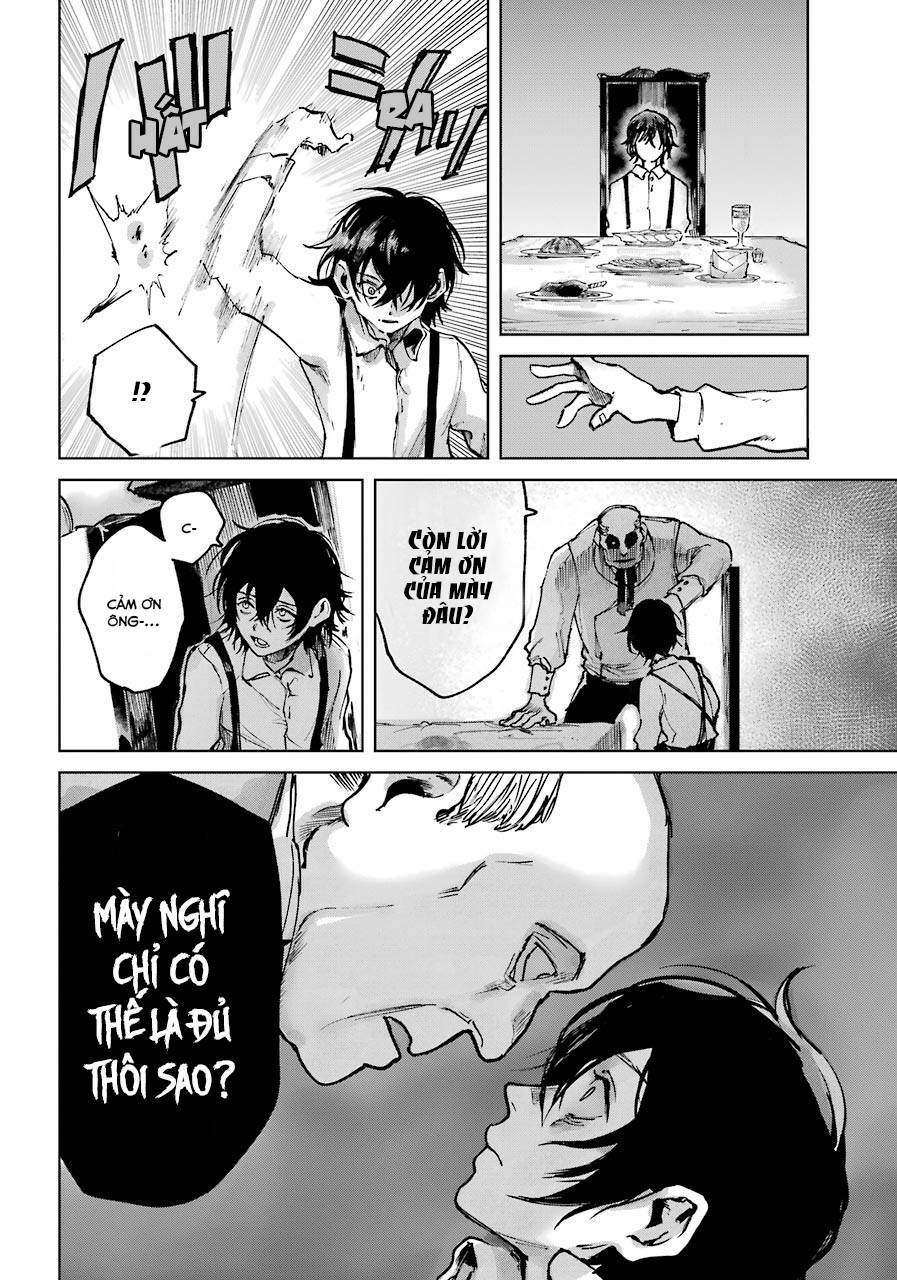 RA
HẤT
!?
CÒN LỜI
CẢM ƠN
CỦA MÀY
ĐÂU?
C-
CẢM ƠN
ÔNG-...
MÀY NGHĨ
CHỈ CÓ
THẾ LÀ ĐỦ
THÔI SAO?